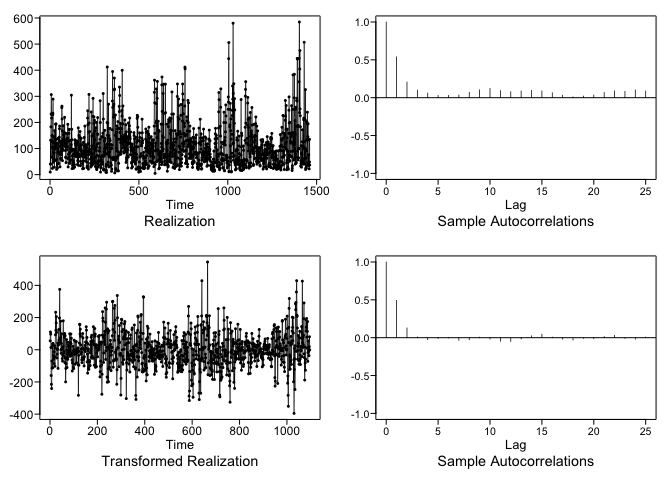 600
500
400
300
200
100
0
0 500 1000 1500
Time
Realization
1.0
0.5
0.0
-0.5
-1.0
0 5 10 15 20 25
Lag
Sample Autocorrelations
400
200
0
-200
-400
0 200 400 600 800 1000
Time
Transformed Realization
1.0
0.5
0.0
-0.5
-1.0
0 5 10 15 20 25
Lag
Sample Autocorrelations